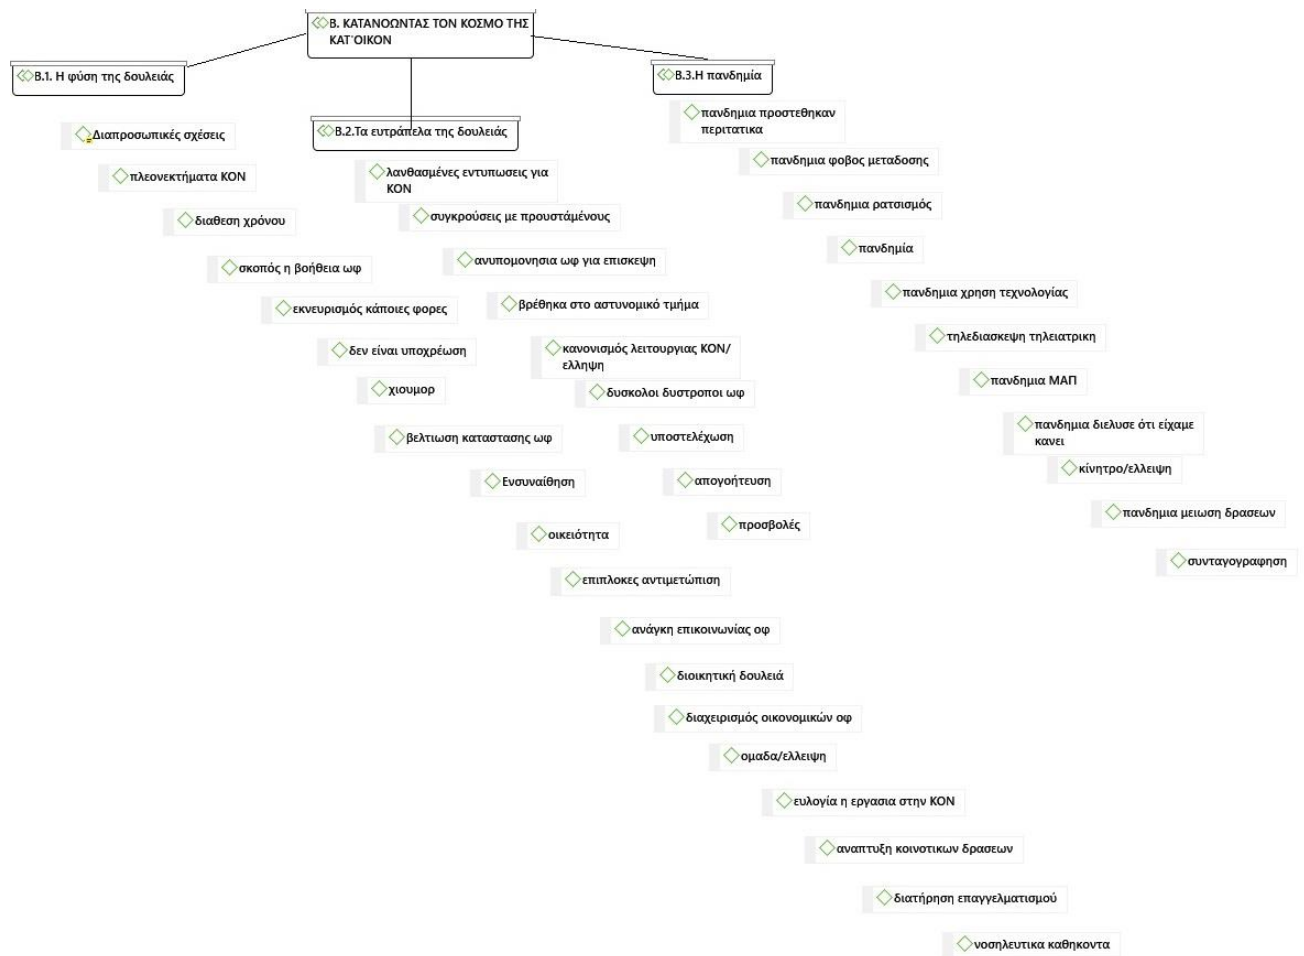 Β. ΚΑΤΑΝΟΩΝΤΑΣ ΤΟΝ ΚΟΣΜΟ ΤΗΣ
ΚΑΤ΄ΟΙΚΟΝ
Β.1. Η φύση της δουλειάς
Διαπροσωπικές σχέσεις
πλεονεκτήματα ΚΟΝ
διαθεση χρόνου
σκοπός η βοήθεια ωφ
εκνευρισμός κάποιες φορες
δεν είναι υποχρέωση
χιουμορ
βελτιωση καταστασης ωφ
Ενσυναίθηση
οικειότητα
επιπλοκες αντιμετώπιση
ανάγκη επικοινωνίας οφ
διοικητική δουλειά
διαχειρισμός οικονομικών οφ
ομαδα/ελλειψη
ευλογία η εργασια στην ΚΟΝ
αναπτυξη κοινοτικων δρασεων
διατήρηση επαγγελματισμού
νοσηλευτικα καθηκοντα
Β.2.Τα ευτράπελα της δουλειάς
λανθασμένες εντυπωσεις για
ΚΟΝ
συγκρούσεις με προυστάμένους
ανυπομονησια ωφ για επισκεψη
βρέθηκα στο αστυνομικό τμήμα
κανονισμός λειτουργιας ΚΟΝ/
ελληψη
δυσκολοι δυστροποι ωφ
υποστελέχωση
απογοήτευση
προσβολές
Β.3.Η πανδημία
πανδημια προστεθηκαν
περιτατικα
πανδημια φοβος μεταδοσης
πανδημια ρατσισμός
πανδημία
πανδημια χρηση τεχνολογίας
τηλεδιασκεψη τηλειατρικη
πανδημια ΜΑΠ
πανδημια διελυσε ότι είχαμε
κανει
κίνητρο/ελλειψη
πανδημια μειωση δρασεων
συνταγογραφηση